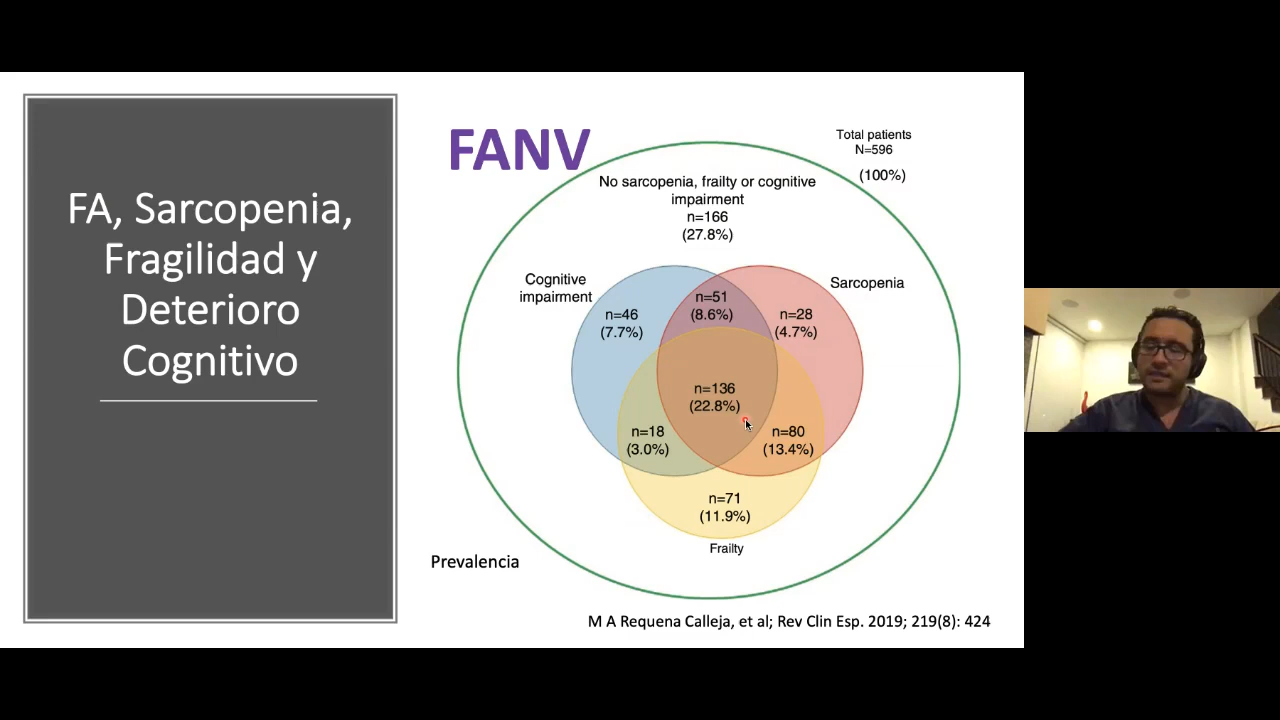 FA, Sarcopenia,
Fragilidad y
Deterioro
Cognitivo
FANV
Total patients
N=596
(100%)
No sarcopenia, frailty or cognitive
impairment
n=166
(27.8%)
Cognitive
impairment
Sarcopenia
n=51
(8.6%)
n=46
(7.7%)
n=28
(4.7%)
n=136
(22.8%)
n=18
(3.0%)
n=80
(13.4%)
n=71
(11.9%)
Frailty
Prevalencia
M A Requena Calleja, et al; Rev Clin Esp. 2019; 219(8): 424